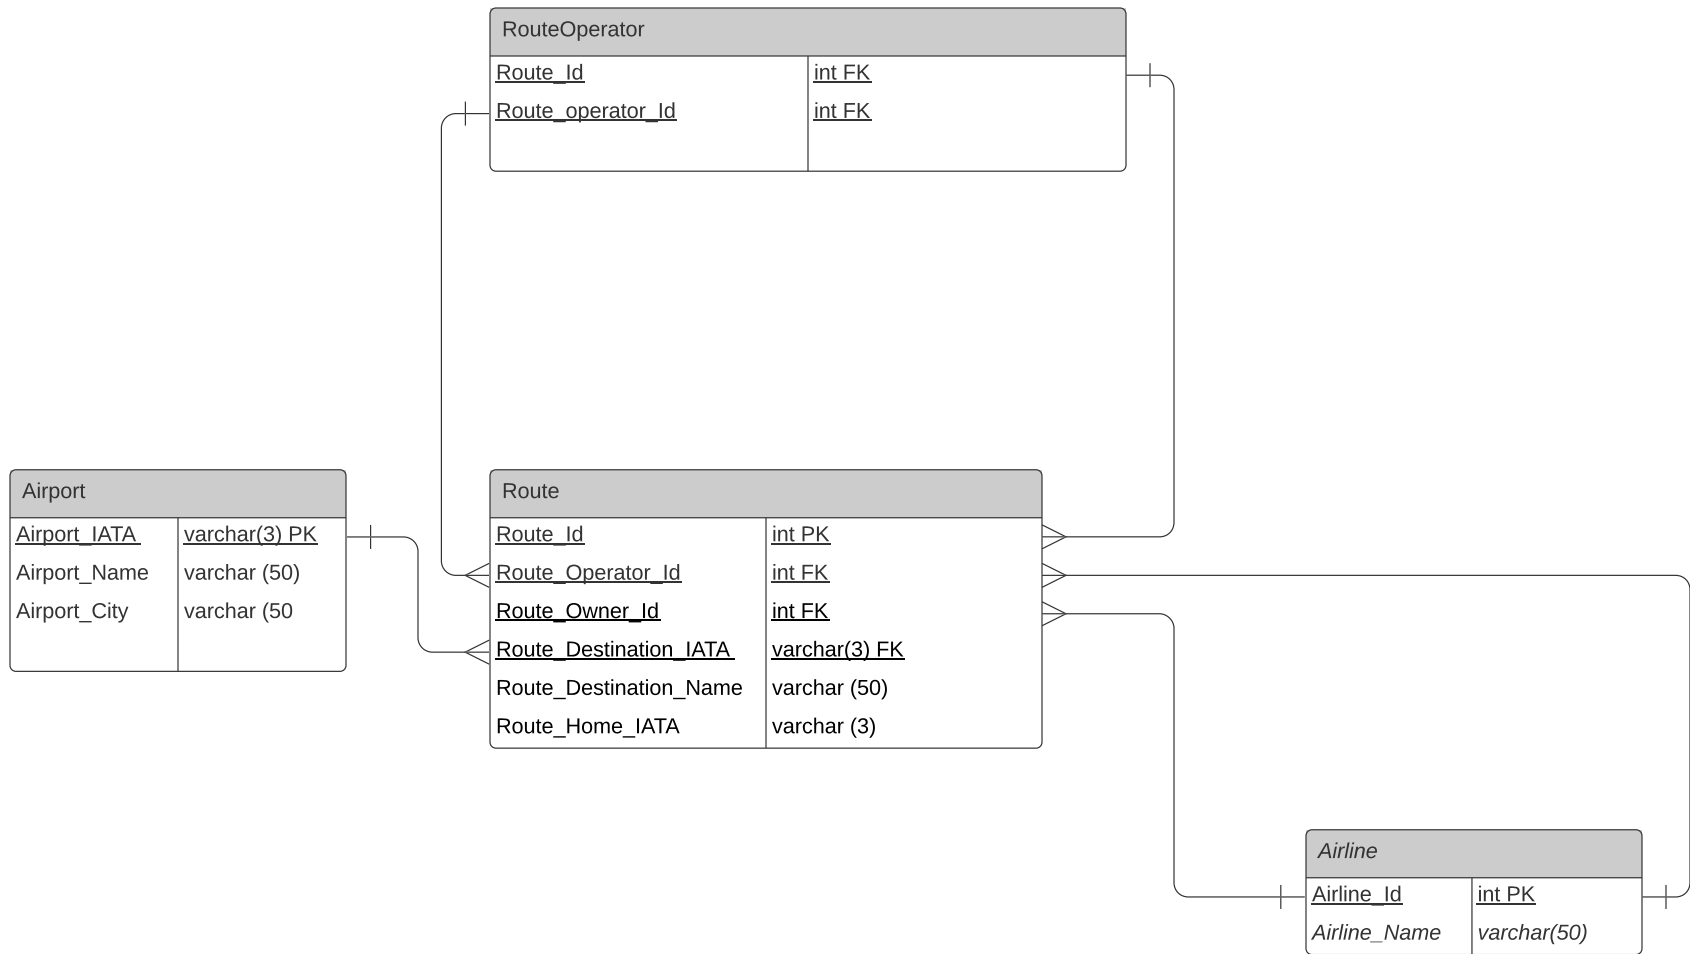 RouteOperator
Route_Id int FK
Route_operator_Id int FK
Airport
Airport_IATA varchar(3) PK
Airport_Name varchar (50)
Airport_City varchar (50
Route
Route_Id int PK
Route_Operator_Id int FK
Route_Owner_Id int FK
Route_Destination_IATA varchar(3) FK
Route_Destination_Name varchar (50)
Route_Home_IATA varchar (3)
Airline
Airline_Id int PK
Airline_Name varchar(50)